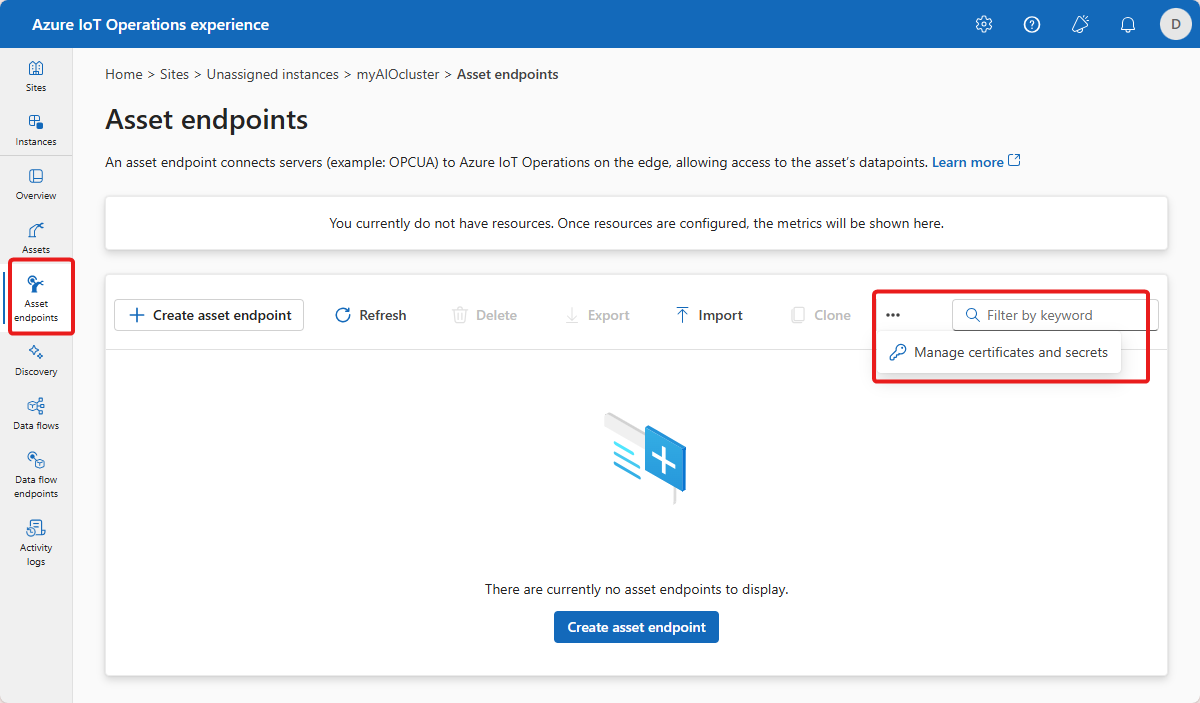 Azure IoT Operations experience
D
Sites
Instances
Overview
Assets
Asset
endpoints
Discovery
Data flows
Data flow
endpoints
Activity
logs
Home > Sites > Unassigned instances > myAIOcluster > Asset endpoints
Asset endpoints
An asset endpoint connects servers (example: OPCUA) to Azure IoT Operations on the edge, allowing access to the asset’s datapoints. Learn more
You currently do not have resources. Once resources are configured, the metrics will be shown here.
Create asset endpoint Refresh Delete Export Import Clone ••• Filter by keyword
Manage certificates and secrets
There are currently no asset endpoints to display.
Create asset endpoint